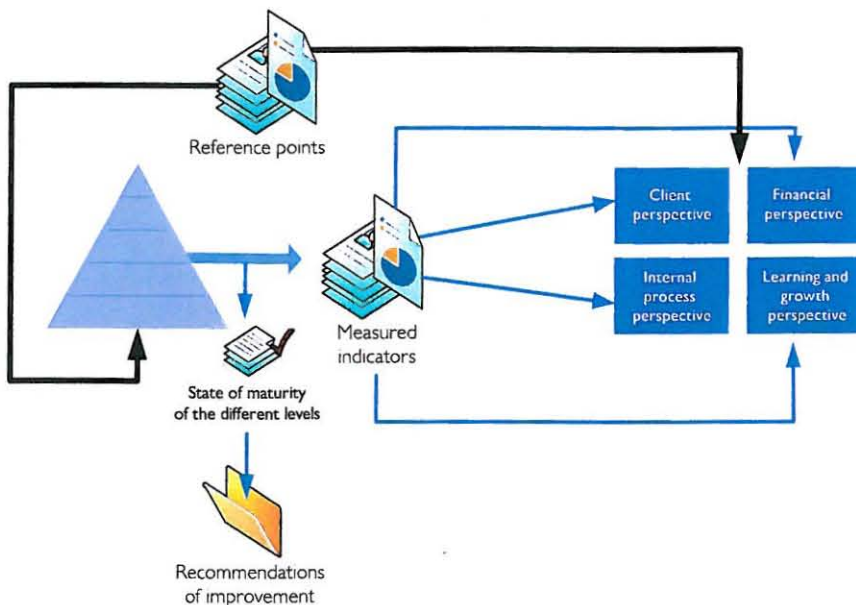 Reference points
Client
perspective
Financial
perspective
Internal
process
perspective
Learning and
growth
perspective
Measured
indicators
State of maturity
of the different levels
Recommendations
of improvement